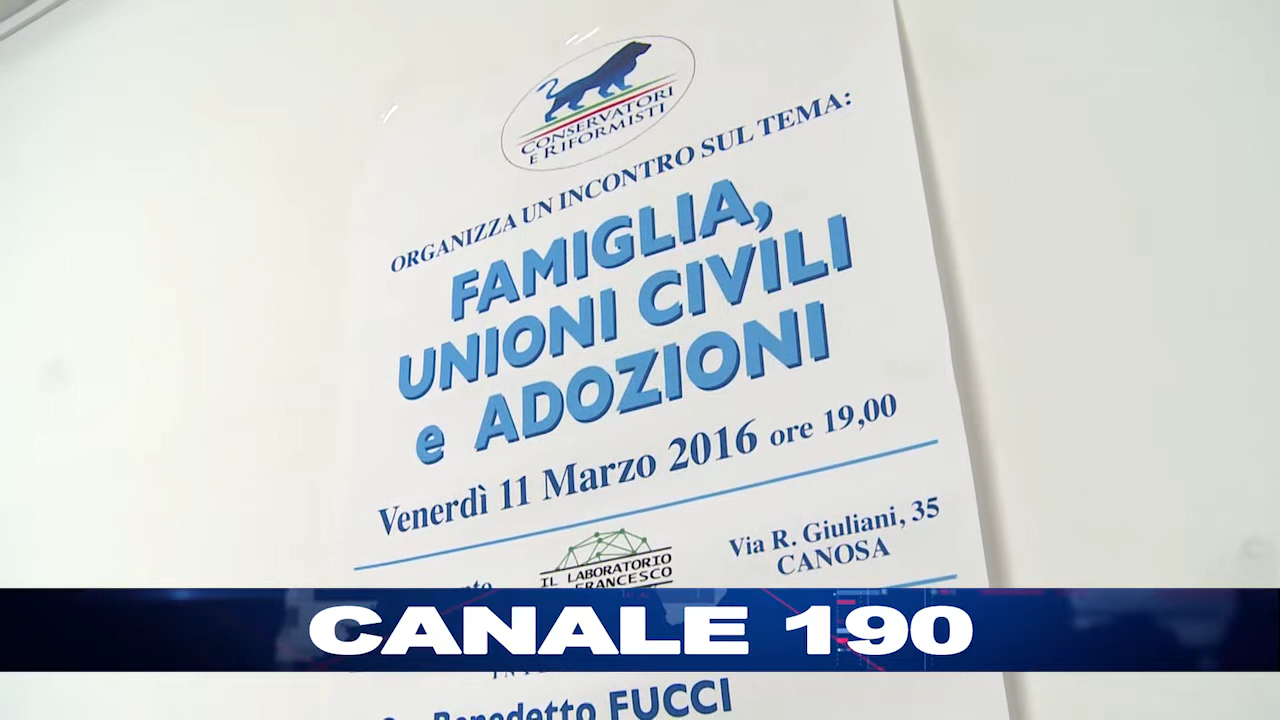 CONSERVATORI
E RIFORMISTI
ORGANIZZA UN INCONTRO SUL TEMA:
FAMIGLIA,
UNIONI CIVILI
e ADOZIONI
Venerdì 11 Marzo 2016 ore 19,00
IL LABORATORIO
Via R. Giuliani, 35
CANOSA
CANALE 190
Benedetto FUCCI